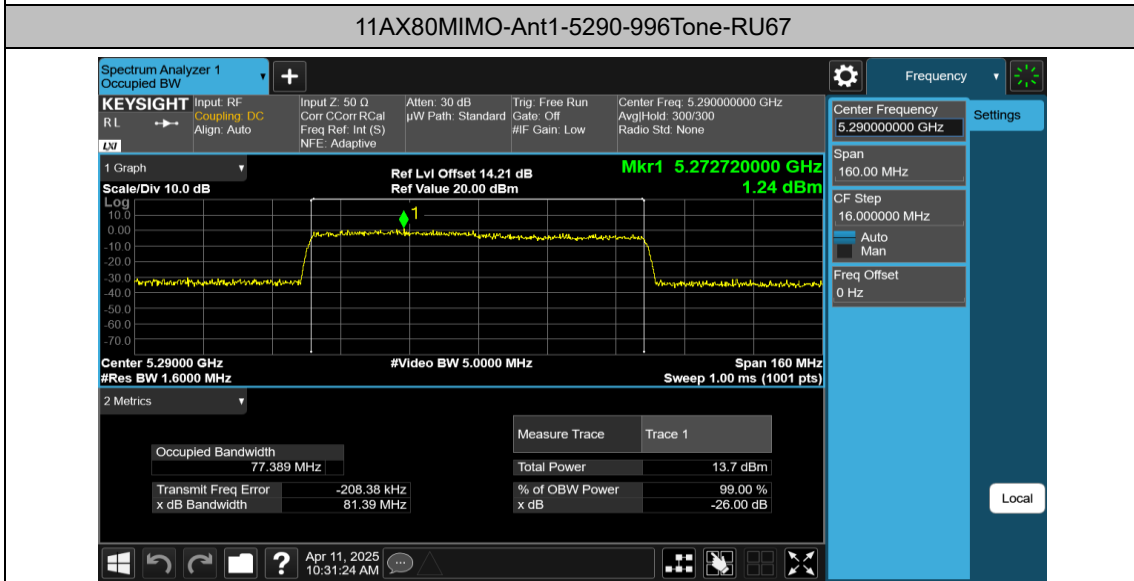 11AX80MIMO-Ant1-5290-996Tone-RU67
Spectrum Analyzer 1
Occupied BW
+
Frequency
KEYSIGHT
RL
LXI
Input: RF
Coupling: DC
Align: Auto
Input Z: 50 Ω
Corr CCorr RCal
Freq Ref: Int (S)
NFE: Adaptive
Atten: 30 dB
µW Path: Standard
Trig: Free Run
Gate: Off
#IF Gain: Low
Center Freq: 5.290000000 GHz
Avg|Hold: 300/300
Radio Std: None
Center Frequency
5.290000000 GHz
Settings
Span
160.00 MHz
CF Step
16.000000 MHz
Auto
Man
Freq Offset
0 Hz
1 Graph
Scale/Div 10.0 dB
Ref Lvl Offset 14.21 dB
Ref Value 20.00 dBm
Mkr1 5.272720000 GHz
1.24 dBm
Log
10.0
0.00
-10.0
-20.0
-30.0
-40.0
-50.0
-60.0
-70.0
1
Center 5.29000 GHz
#Res BW 1.6000 MHz
#Video BW 5.0000 MHz
Span 160 MHz
Sweep 1.00 ms (1001 pts)
2 Metrics
Measure Trace Trace 1
Occupied Bandwidth
77.389 MHz
Total Power 13.7 dBm
Transmit Freq Error -208.38 kHz
% of OBW Power 99.00 %
x dB Bandwidth 81.39 MHz
x dB -26.00 dB
Local
?
Apr 11, 2025
10:31:24 AM